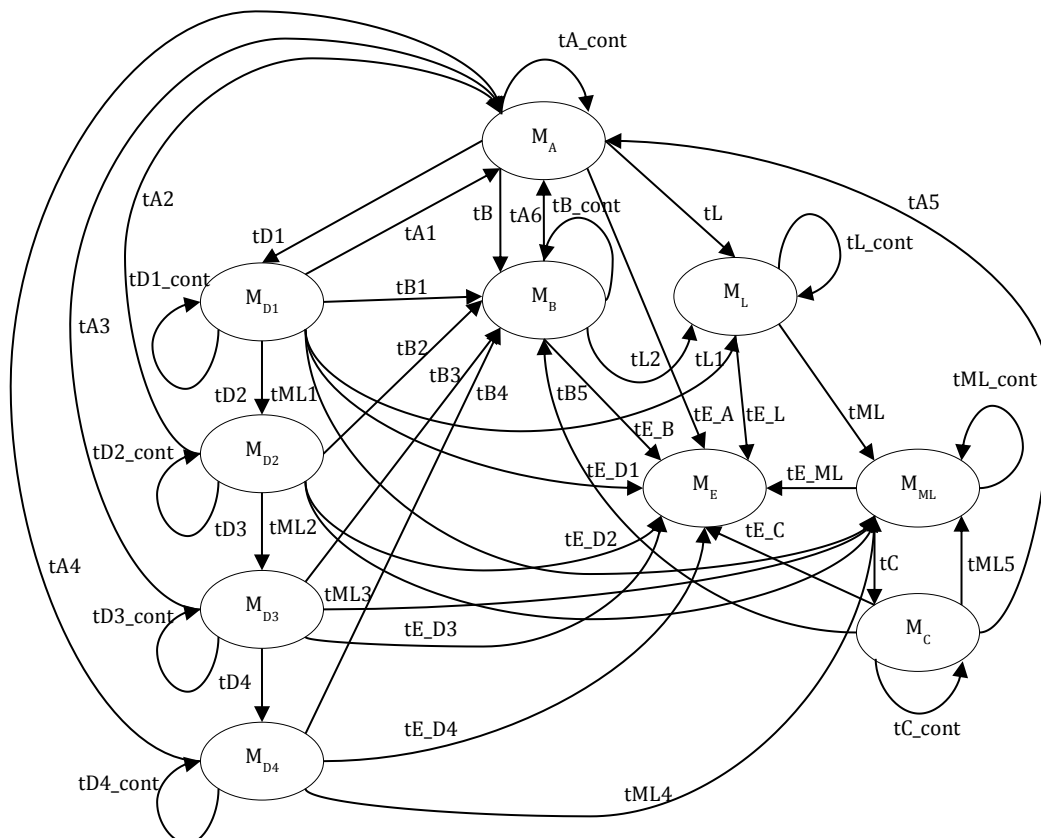 tA_cont
M_A
tA2
tB
tA6
tB_cont
tL
tA5
tD1
tA1
tL_cont
tD1_cont
M_D1
tB1
M_B
M_L
tA3
tB2
tL2
tL1
tB3
tD2
tML1
tB4
tB5
tE_A
tE_L
tML
tML_cont
tD2_cont
M_D2
tE_B
tE_D1
M_E
tE_ML
M_ML
tD3
tML2
tE_D2
tE_C
tA4
tC
tML5
tD3_cont
M_D3
tML3
tE_D3
M_C
tD4
tE_D4
tC_cont
M_D4
tD4_cont
tML4